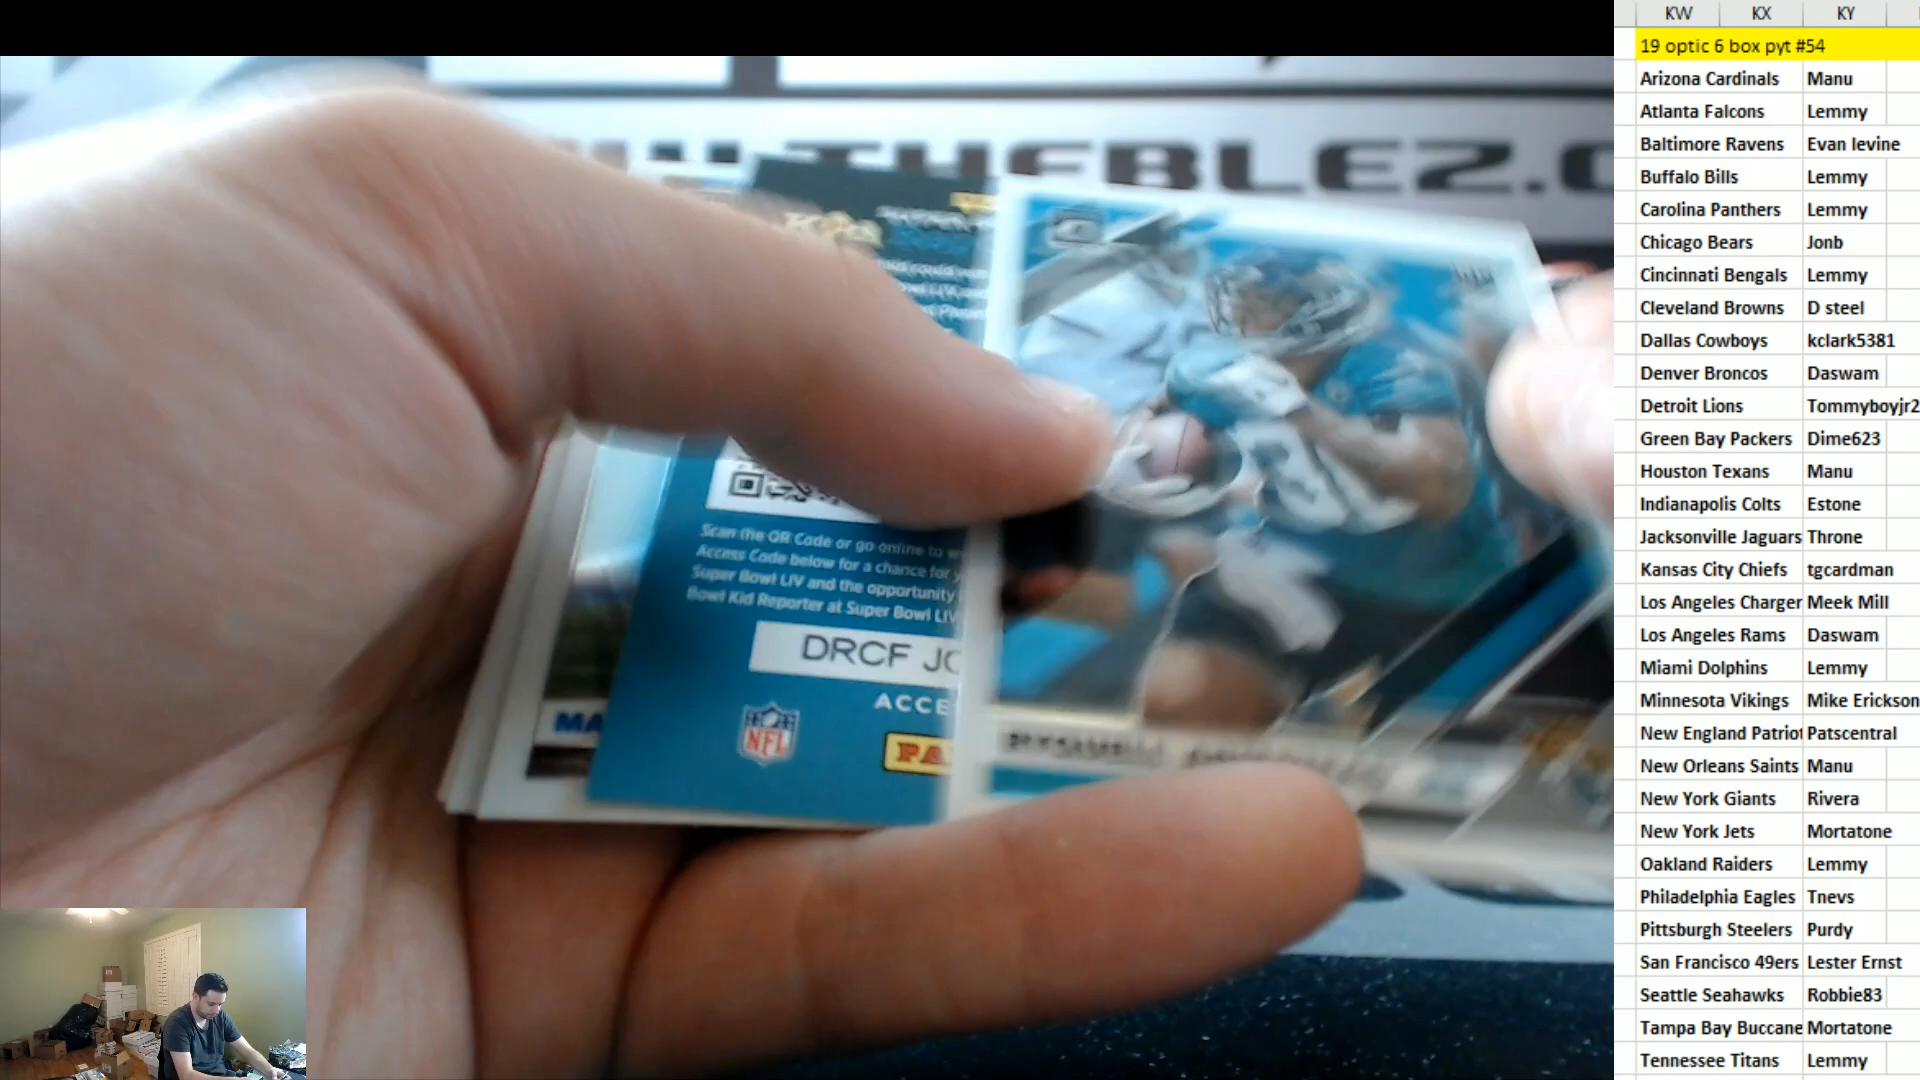 KW KX KY
19 optic 6 box pyt #54
Arizona Cardinals Manu
Atlanta Falcons Lemmy
Baltimore Ravens Evan levine
Buffalo Bills Lemmy
Carolina Panthers Lemmy
Chicago Bears Jonb
Cincinnati Bengals Lemmy
Cleveland Browns D steel
Dallas Cowboys kclark5381
Denver Broncos Daswam
Detroit Lions Tommyboyjr2
Green Bay Packers Dime623
Houston Texans Manu
Indianapolis Colts Estone
Jacksonville Jaguars Throne
Kansas City Chiefs tgcardman
Los Angeles Charger Meek Mill
Los Angeles Rams Daswam
Miami Dolphins Lemmy
Minnesota Vikings Mike Erickson
New England Patriot Patscentral
New Orleans Saints Manu
New York Giants Rivera
New York Jets Mortatone
Oakland Raiders Lemmy
Philadelphia Eagles Tnevs
Pittsburgh Steelers Purdy
San Francisco 49ers Lester Ernst
Seattle Seahawks Robbie83
Tampa Bay Buccane Mortatone
Tennessee Titans Lemmy
THEBLEZ.C
Scan the QR Code or go online to
Access Code below for a chance for
Super Bowl LIV and the opportunity
Bowl Kid Reporter at Super Bowl LIV
DRCF JC
ACCE
NFL
PA
MA